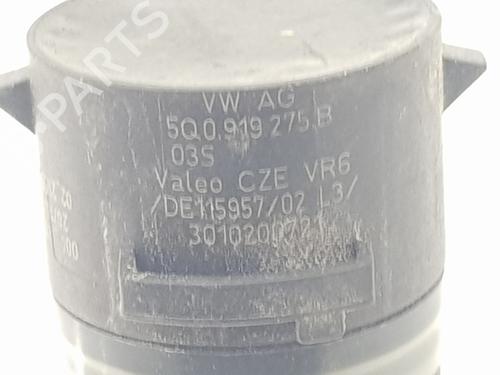 VW AG
5Q0.919 275.B
03S
Valeo CZE VR6
/DE115957/02 L3/
3010200721
PARTS